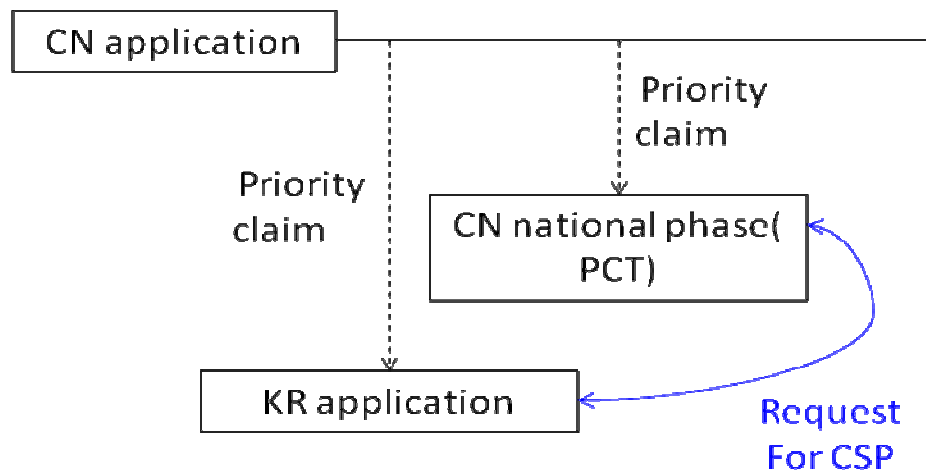 CN application
Priority
claim
Priority
claim
CN national phase(
PCT)
KR application
Request
For CSP